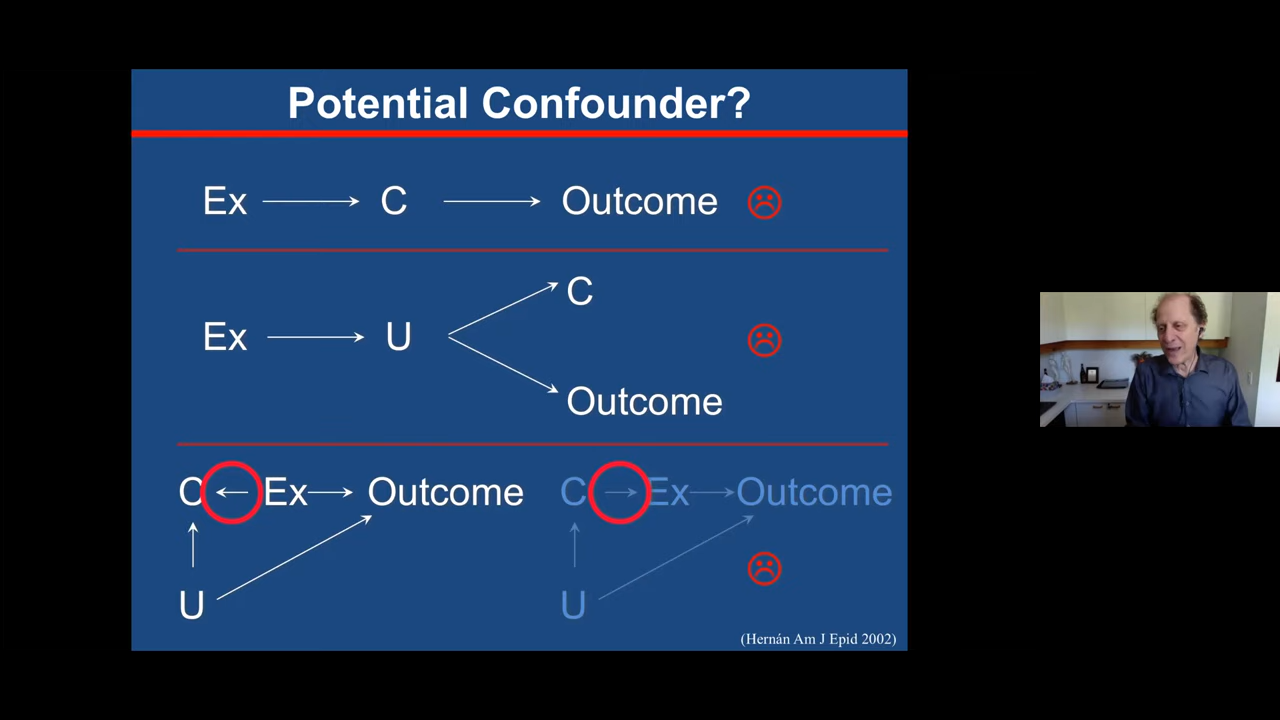 Potential Confounder?
Ex C Outcome
C
Ex U
Outcome
C Ex Outcome C Ex Outcome
U U
(Hernán Am J Epid 2002)